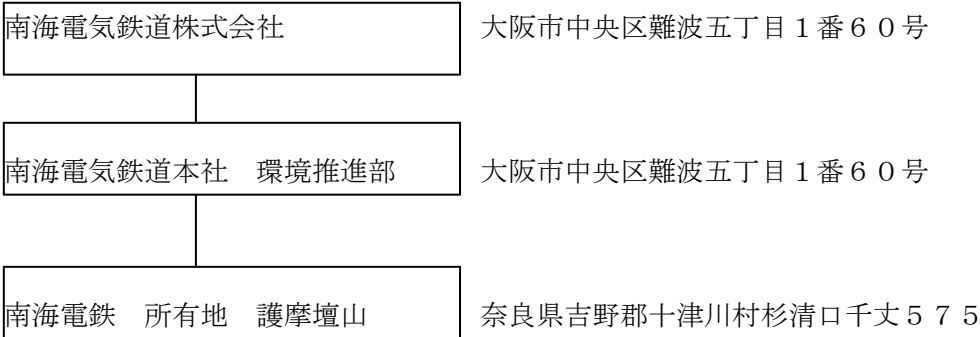 南海電気鉄道株式会社　大阪市中央区難波五丁目１番６０号
南海電気鉄道本社　環境推進部　大阪市中央区難波五丁目１番６０号
南海電鉄　所有地　護摩壇山　奈良県吉野郡十津川村杉清口千丈５７５